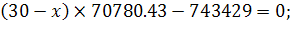 (30 − x) × 70780.43 − 743429 = 0;